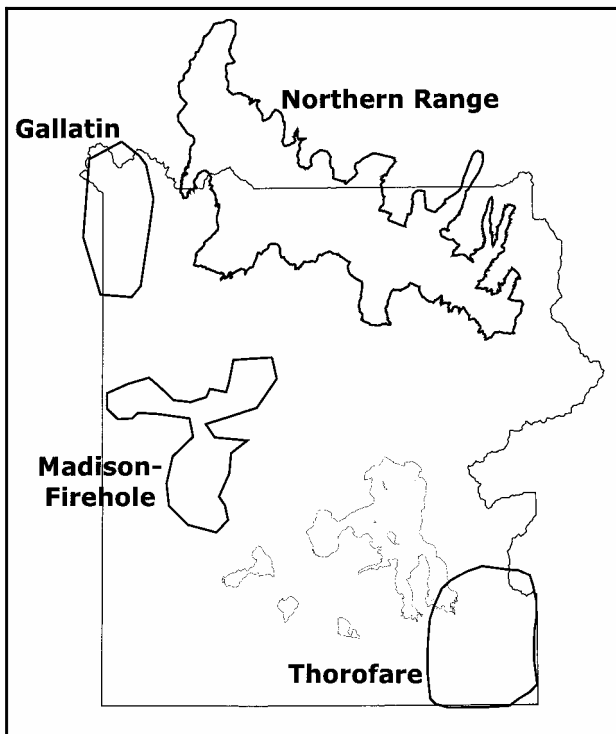 Northern Range
Gallatin
Madison-
Firehole
Thorofare